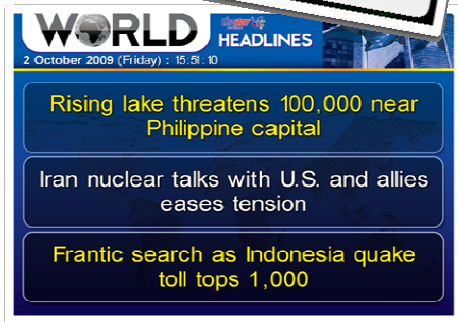 WORLD
HEADLINES
2 October 2009 (Friday) : 15:51:10
Rising lake threatens 100,000 near
Philippine capital
Iran nuclear talks with U.S. and allies
eases tension
Frantic search as Indonesia quake
toll tops 1,000